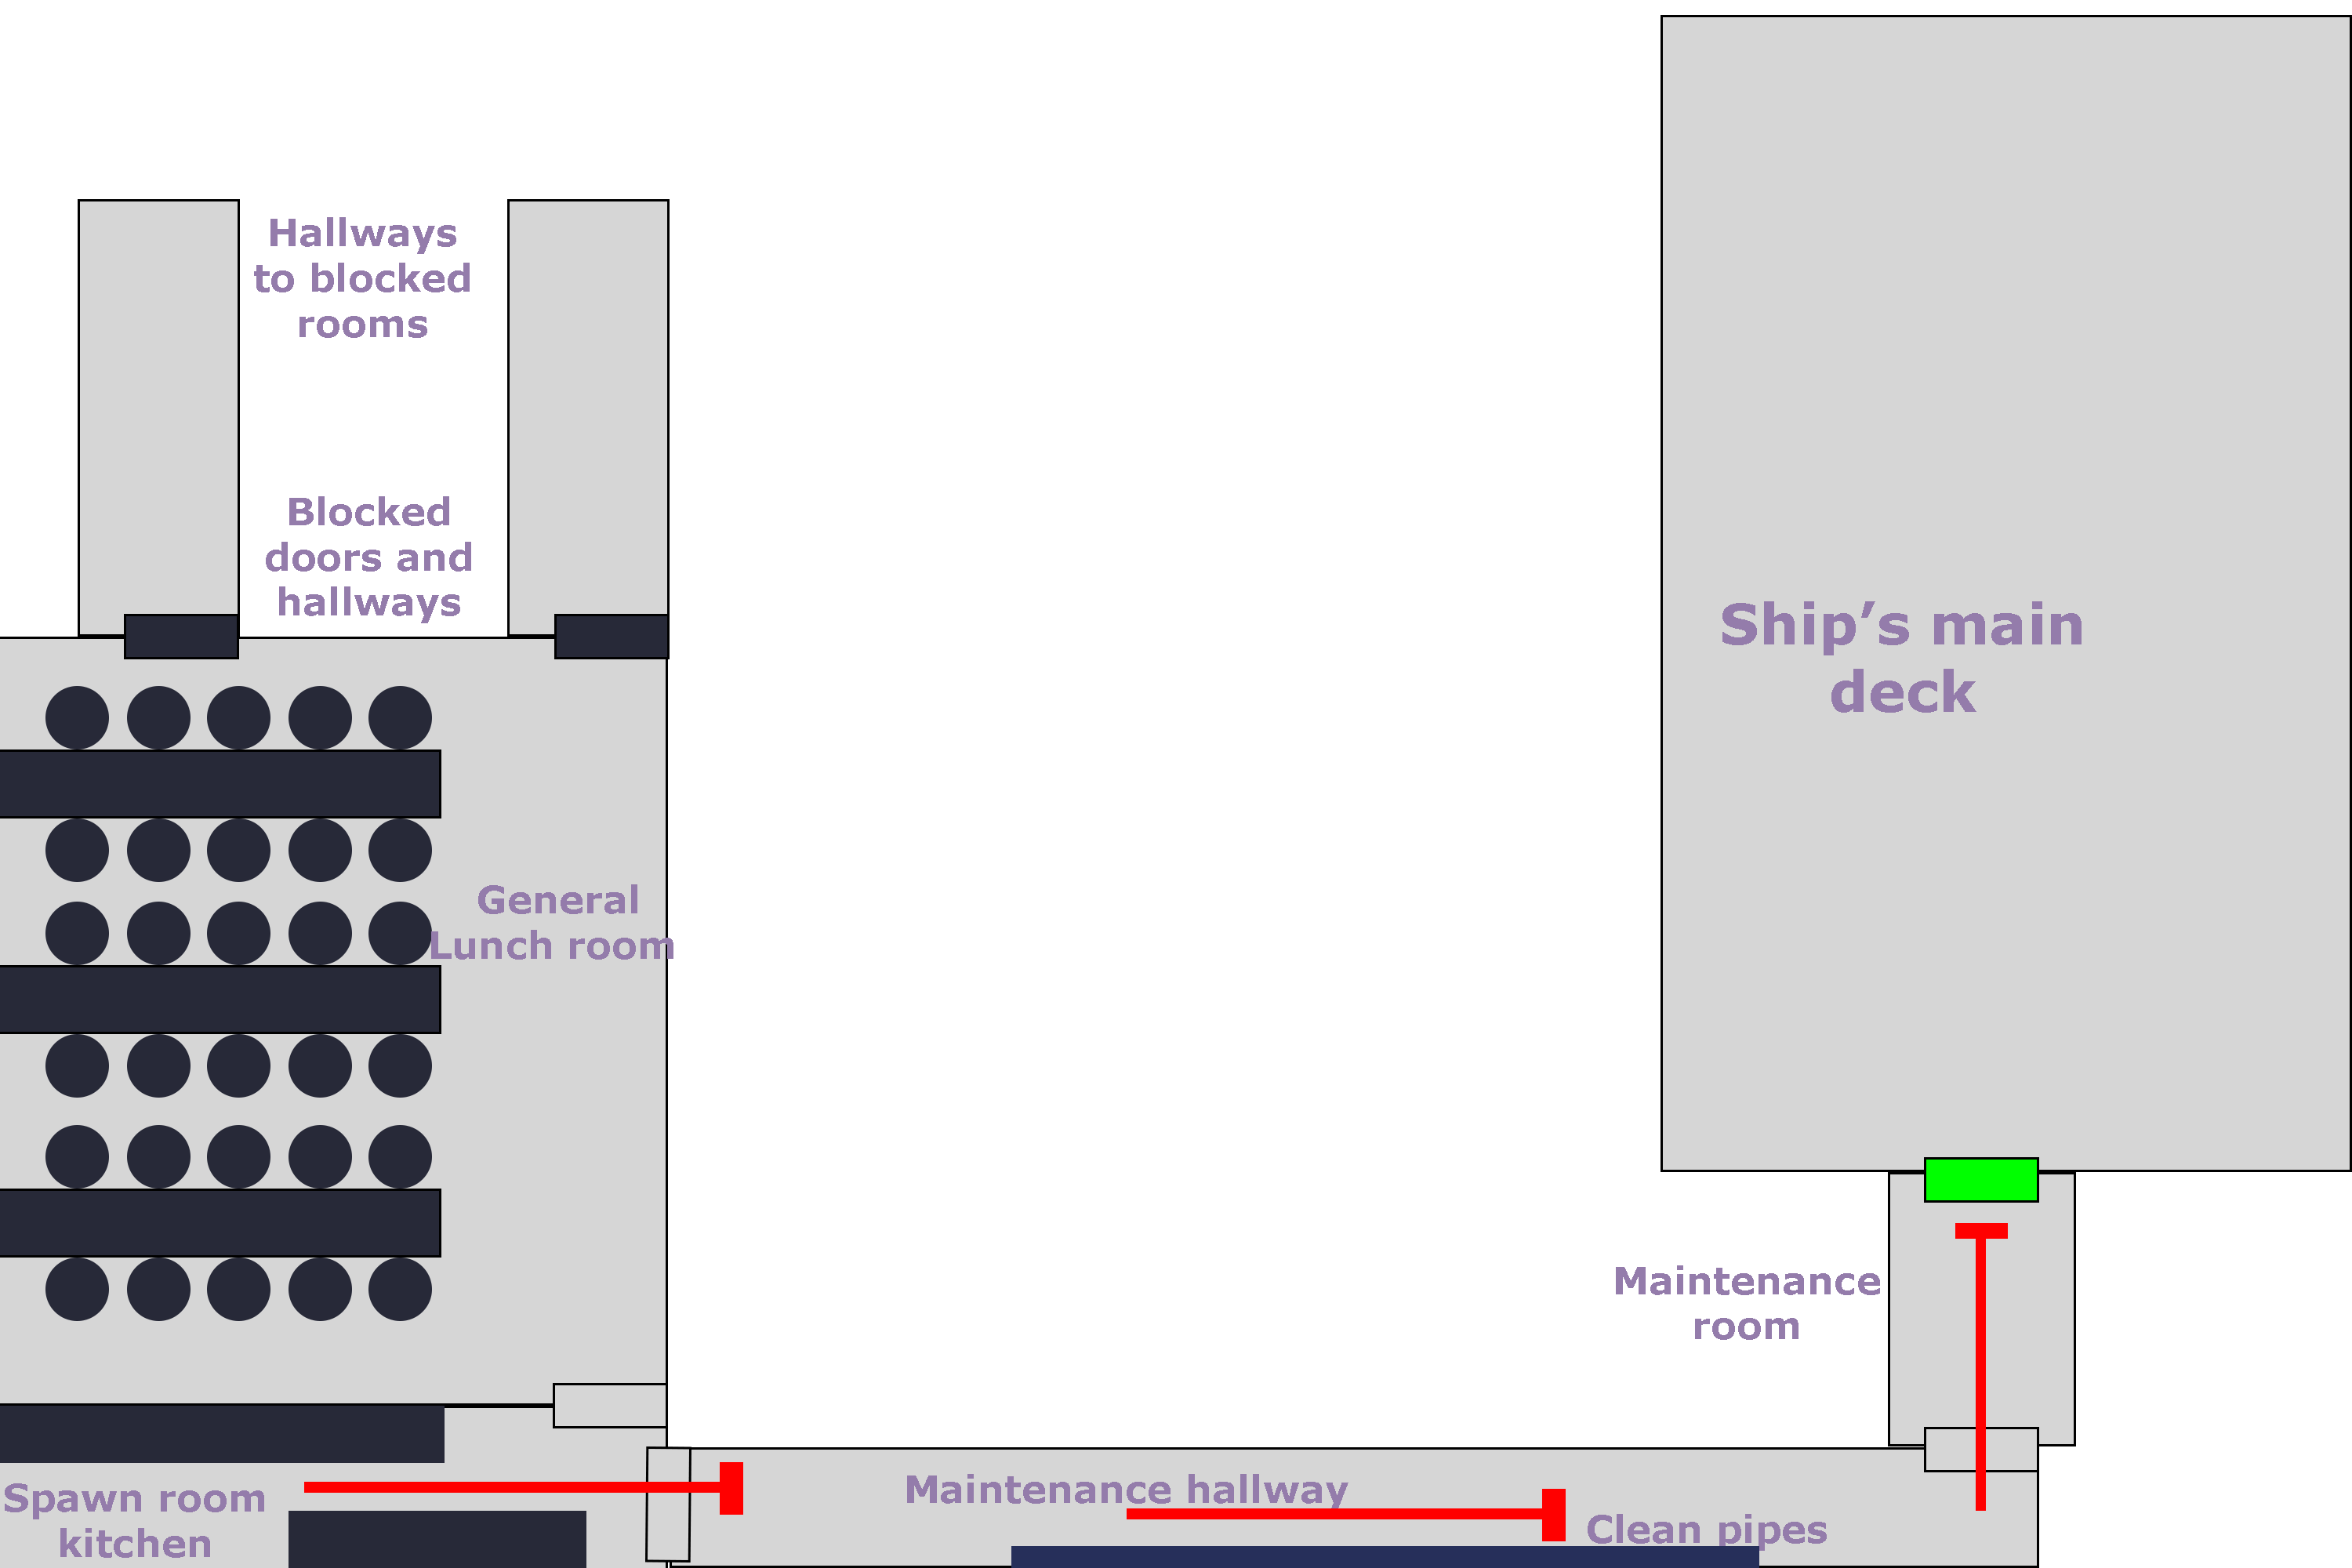 Hallways
to blocked
rooms
Blocked
doors and
hallways
Ship’s main
deck
General
Lunch room
Maintenance
room
Maintenance hallway
Spawn room
kitchen
Clean pipes